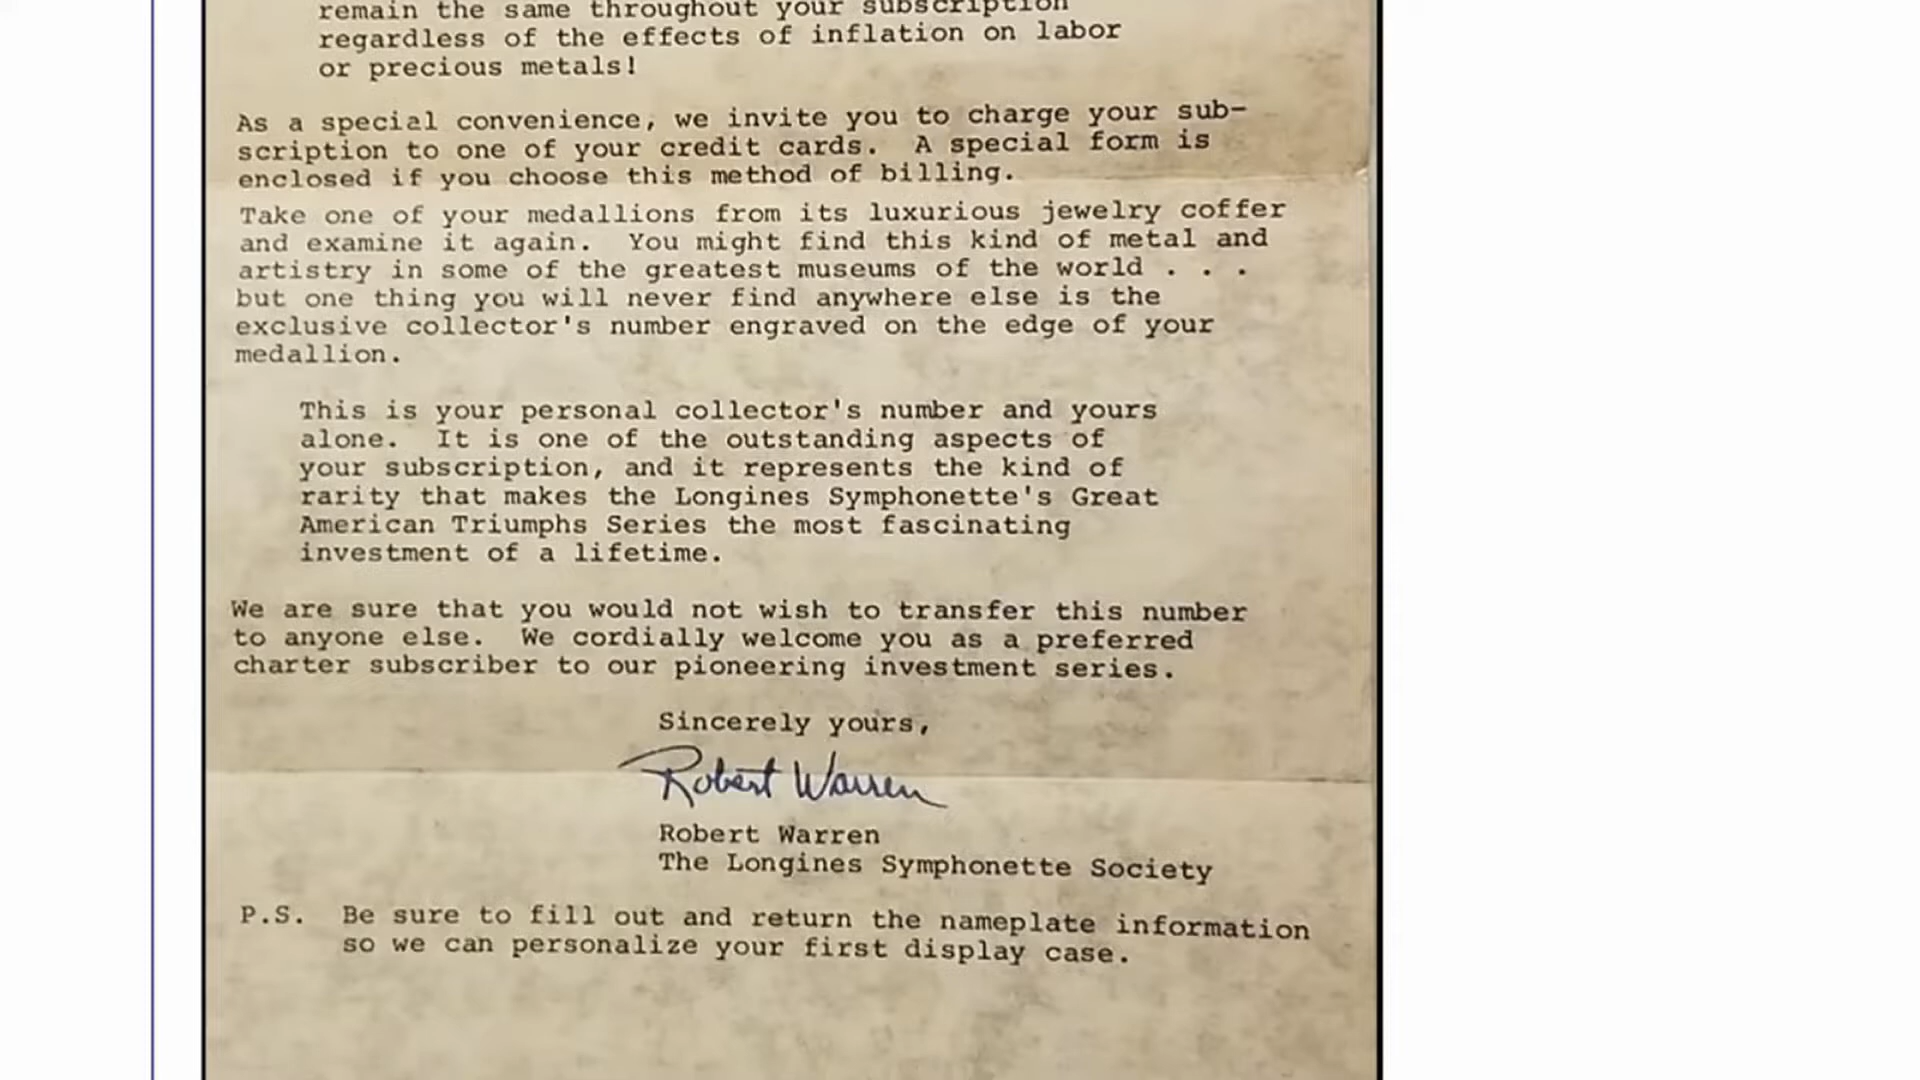 remain the same throughout your subscription
regardless of the effects of inflation on labor
or precious metals!
As a special convenience, we invite you to charge your sub-
scription to one of your credit cards. A special form is
enclosed if you choose this method of billing.
Take one of your medallions from its luxurious jewelry coffer
and examine it again. You might find this kind of metal and
artistry in some of the greatest museums of the world . . .
but one thing you will never find anywhere else is the
exclusive collector's number engraved on the edge of your
medallion.
This is your personal collector's number and yours
alone. It is one of the outstanding aspects of
your subscription, and it represents the kind of
rarity that makes the Longines Symphonette's Great
American Triumphs Series the most fascinating
investment of a lifetime.
We are sure that you would not wish to transfer this number
to anyone else. We cordially welcome you as a preferred
charter subscriber to our pioneering investment series.
Sincerely yours,
Robert Warren
Robert Warren
The Longines Symphonette Society
P.S. Be sure to fill out and return the nameplate information
so we can personalize your first display case.